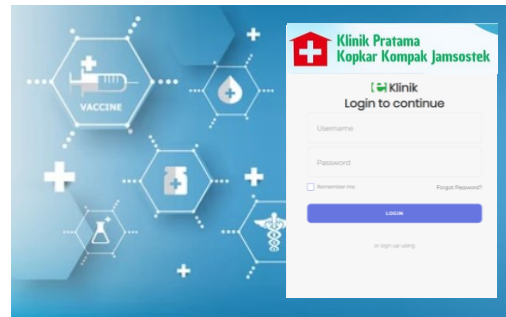 Klinik Pratama
Kopkar Kompak Jamsostek
Klinik
Login to continue
VACCINE
Username
Password
Remember me
Forgot Password?
LOGIN
or sign up using